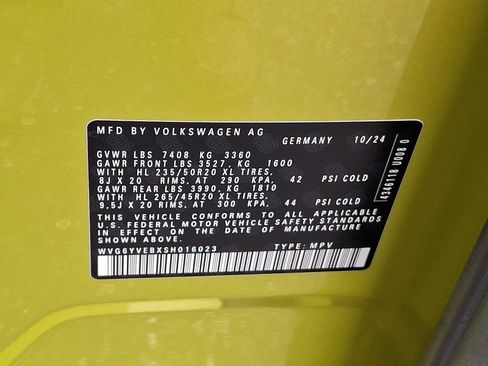 MFD BY VOLKSWAGEN AG
GERMANY 10/24
GVWR LBS 7408 KG 3360
GAWR FRONT LBS 3527, KG 1600
WITH HL 235/50R20 XL TIRES,
8J X 20 RIMS, AT 290 KPA, 42 PSI COLD
GAWR REAR LBS 3990, KG 1810
WITH HL 265/45R20 XL TIRES,
9,5J X 20 RIMS, AT 300 KPA, 44 PSI COLD
THIS VEHICLE CONFORMS TO ALL APPLICABLE
U.S. FEDERAL MOTOR VEHICLE SAFETY STANDARDS
IN EFFECT ON THE DATE OF MANUFACTURE
SHOWN ABOVE.
WVG6YVEBXSH016023 TYPE: MPV
4346118 U008 0